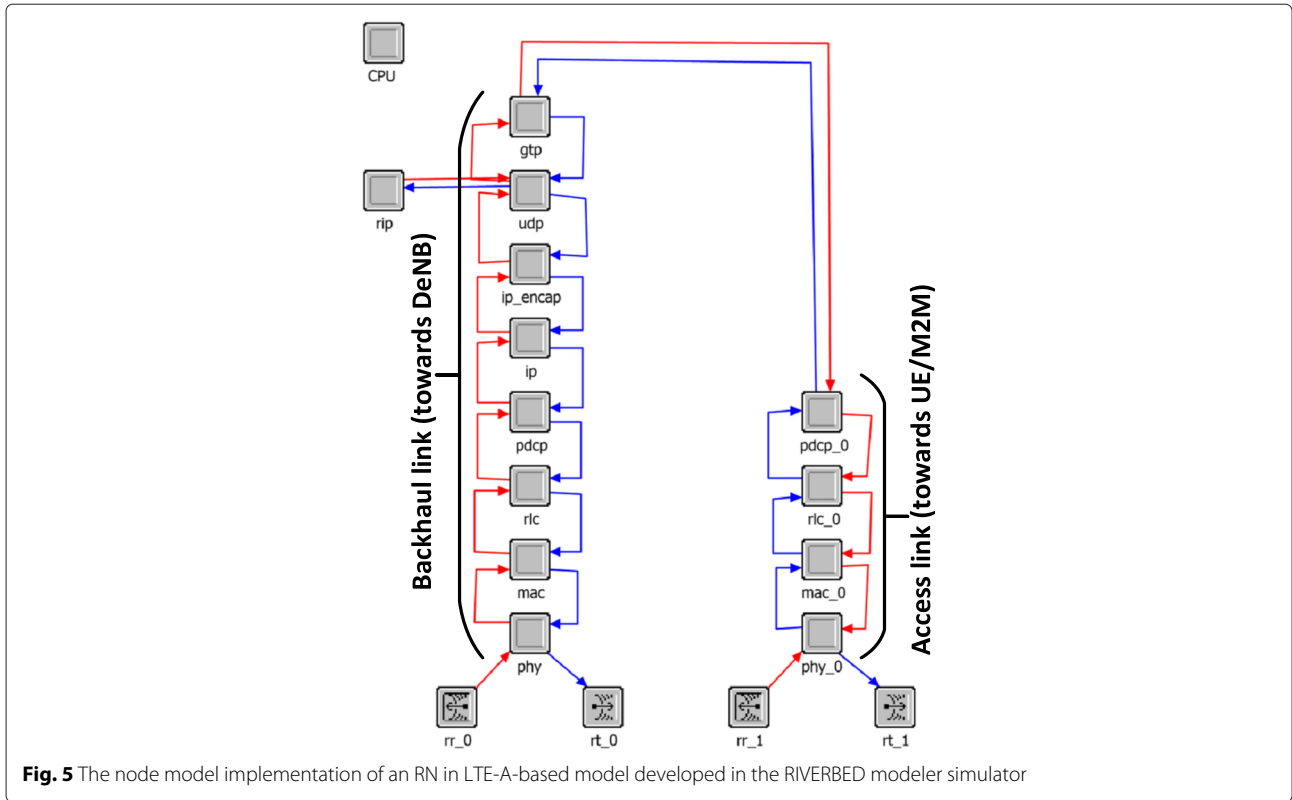 CPU
gtp
rip
udp
ip_encap
ip
pdcp
rlc
mac
phy
rr_0
rt_0
Backhaul link (towards DeNB)
pdcp_0
rlc_0
mac_0
phy_0
rr_1
rt_1
Access link (towards UE/M2M)
Fig. 5 The node model implementation of an RN in LTE-A-based model developed in the RIVERBED modeler simulator